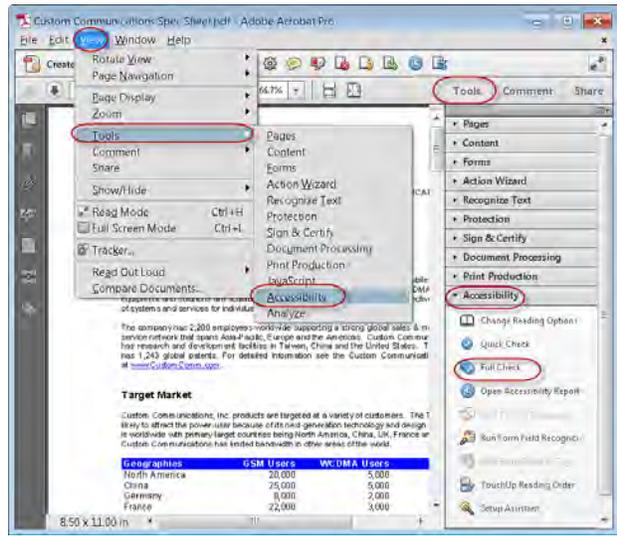 Custom Communications Spec Sheet.pdf - Adobe Acrobat Pro
File Edit View Window Help
Create
66.7%
Tools Comment Share
Rotate View
Page Navigation
Page Display
Zoom
Tools
Comment
Share
Show/Hide
Read Mode Ctrl+H
Full Screen Mode Ctrl+L
Tracker...
Read Out Loud
Compare Documents...
Pages
Content
Forms
Action Wizard
Recognize Text
Protection
Sign & Certify
Document Processing
Print Production
JavaScript
Accessibility
Analyze
Pages
Content
Forms
Action Wizard
Recognize Text
Protection
Sign & Certify
Document Processing
Print Production
Accessibility
Change Reading Options
Quick Check
Full Check
Open Accessibility Report
Run Form Field Recogniti
TouchUp Reading Order
Setup Assistant
of systems and services for individual
The company has 2,200 employees worldwide supporting a strong global sales & m
service network that spans Asia-Pacific, Europe and the Americas. Custom Commun
has research and development facilities in Taiwan, China and the United States. T
has 1,243 global patents. For detailed information see the Custom Communicati
at www.CustomComm.com.
Target Market
Custom Communications, Inc. products are targeted at a variety of customers. The T
likely to attract the power-user because of its next-generation technology and design
is worldwide with primary target countries being North America, China, UK, France an
Custom Communications has limited bandwidth in other areas of the world.
Geographies GSM Users WCDMA Users
North America 20,000 5,000
China 25,000 5,000
Germany 8,000 2,000
France 22,000 3,000
8.50 x 11.00 in